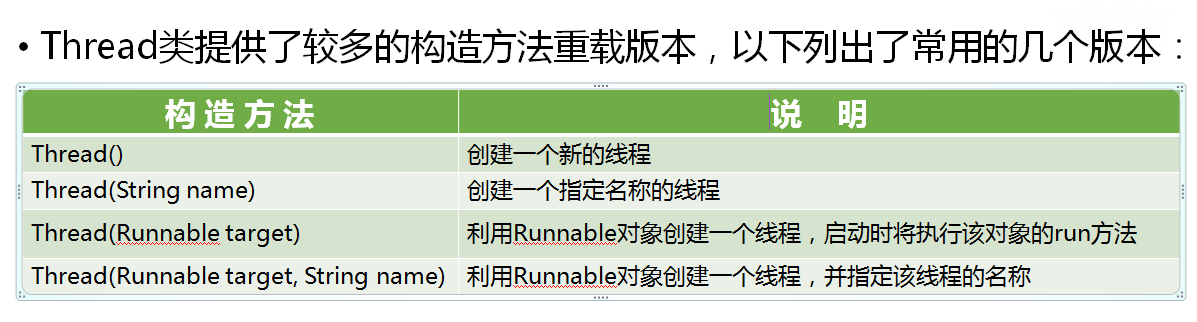 • Thread类提供了较多的构造方法重载版本，以下列出了常用的几个版本：
构 造 方 法 说 明
Thread() 创建一个新的线程
Thread(String name) 创建一个指定名称的线程
Thread(Runnable target) 利用Runnable对象创建一个线程，启动时将执行该对象的run方法
Thread(Runnable target, String name) 利用Runnable对象创建一个线程，并指定该线程的名称